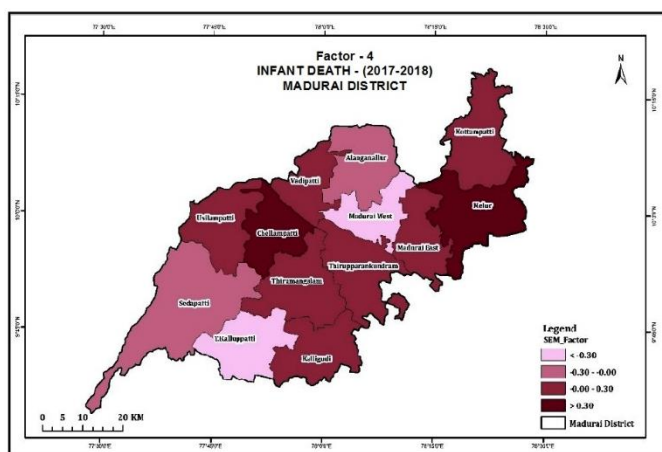 Factor - 4
INFANT DEATH - (2017-2018)
MADURAI DISTRICT
N
Kottampatti
Alanganallur
Vadipatti
Melur
Madurai West
Usilampatti
Chellampatti
Madurai East
Thirupparankundram
Thirumangalam
Sedapatti
T.Kalluppatti
Kalligudi
Legend
SEM_Factor
< -0.30
-0.30 - -0.00
-0.00 - 0.30
> 0.30
Madurai District
0 5 10 20 KM